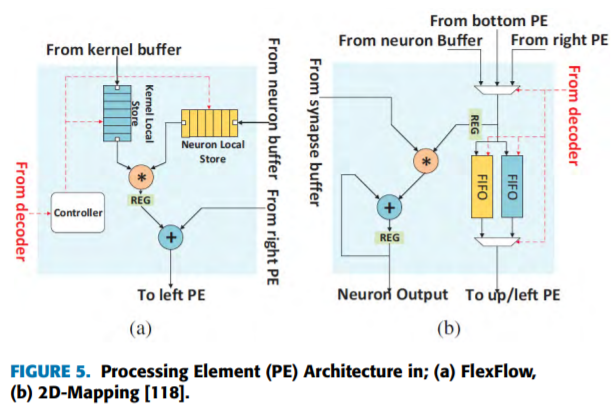 From kernel buffer
Kernel Local
Store
Neuron Local
Store
From neuron buffer
*
REG
Controller
From decoder
+
From right PE
To left PE
(a)
From bottom PE
From neuron Buffer
From right PE
From synapse buffer
REG
From decoder
*
FIFO
FIFO
+
REG
Neuron Output
To up/left PE
(b)
FIGURE 5. Processing Element (PE) Architecture in; (a) FlexFlow,
(b) 2D-Mapping [118].